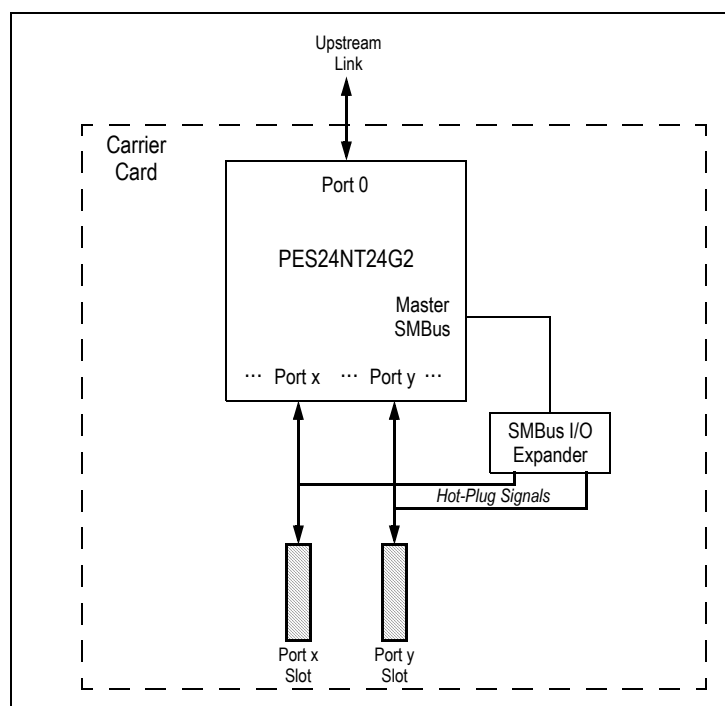 Upstream
Link
Carrier
Card
Port 0
PES24NT24G2
Master
SMBus
··· Port x ··· Port y ···
SMBus I/O
Expander
Hot-Plug Signals
Port x
Slot
Port y
Slot